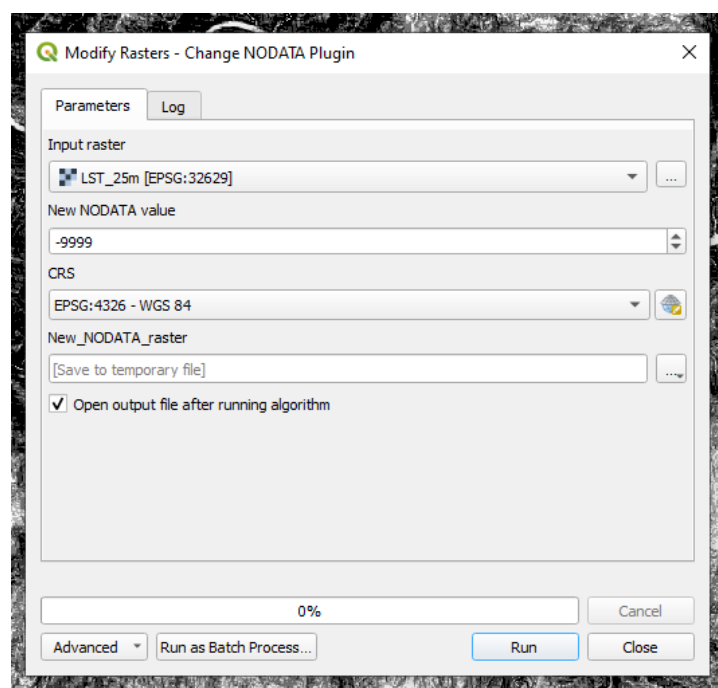 Modify Rasters - Change NODATA Plugin
Parameters Log
Input raster
LST_25m [EPSG:32629] ...
New NODATA value
-9999
CRS
EPSG:4326 - WGS 84
New_NODATA_raster
[Save to temporary file] ...
Open output file after running algorithm
0% Cancel
Advanced Run as Batch Process... Run Close